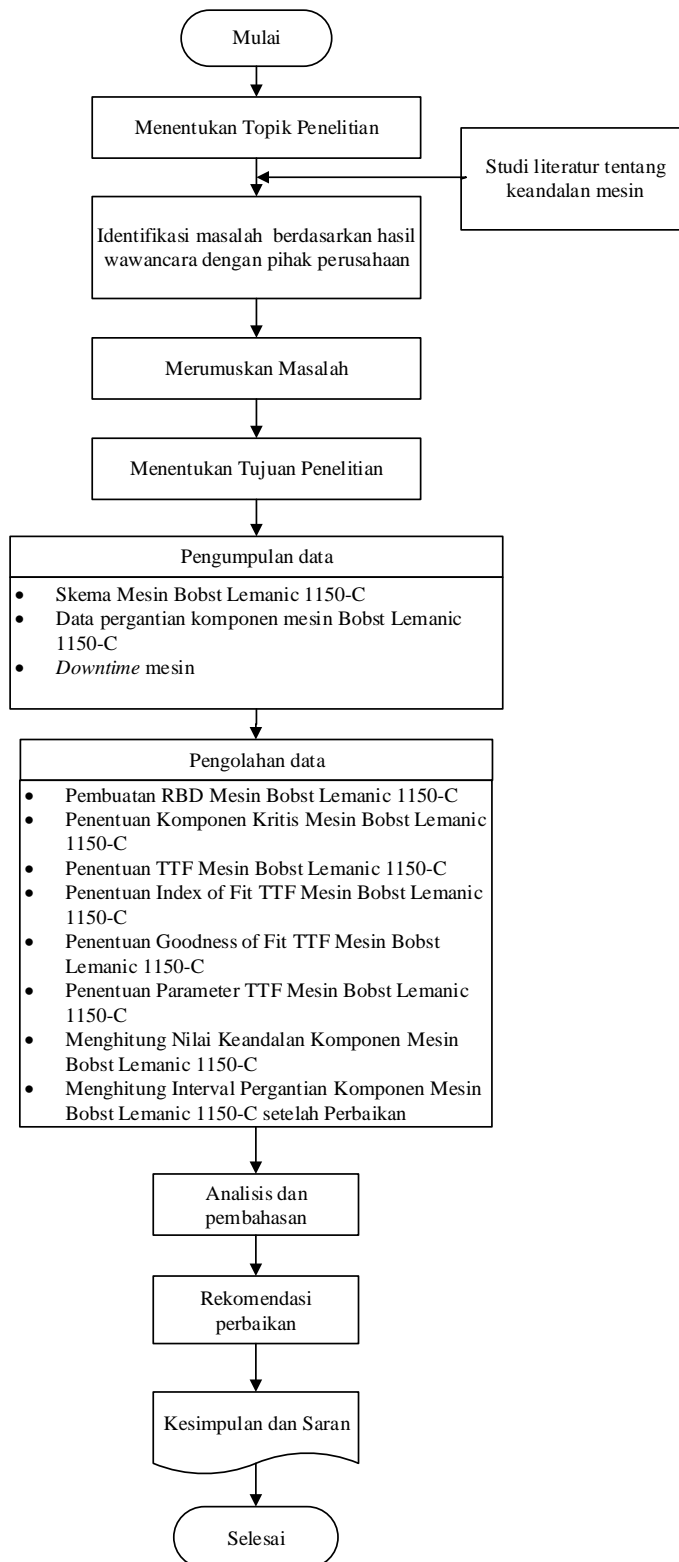 Mulai
Menentukan Topik Penelitian
Studi literatur tentang
keandalan mesin
Identifikasi masalah berdasarkan hasil
wawancara dengan pihak perusahaan
Merumuskan Masalah
Menentukan Tujuan Penelitian
Pengumpulan data
• Skema Mesin Bobst Lemanic 1150-C
• Data pergantian komponen mesin Bobst Lemanic
1150-C
• Downtime mesin
Pengolahan data
• Pembuatan RBD Mesin Bobst Lemanic 1150-C
• Penentuan Komponen Kritis Mesin Bobst Lemanic
1150-C
• Penentuan TTF Mesin Bobst Lemanic 1150-C
• Penentuan Index of Fit TTF Mesin Bobst Lemanic
1150-C
• Penentuan Goodness of Fit TTF Mesin Bobst
Lemanic 1150-C
• Penentuan Parameter TTF Mesin Bobst Lemanic
1150-C
• Menghitung Nilai Keandalan Komponen Mesin
Bobst Lemanic 1150-C
• Menghitung Interval Pergantian Komponen Mesin
Bobst Lemanic 1150-C setelah Perbaikan
Analisis dan
pembahasan
Rekomendasi
perbaikan
Kesimpulan dan Saran
Selesai